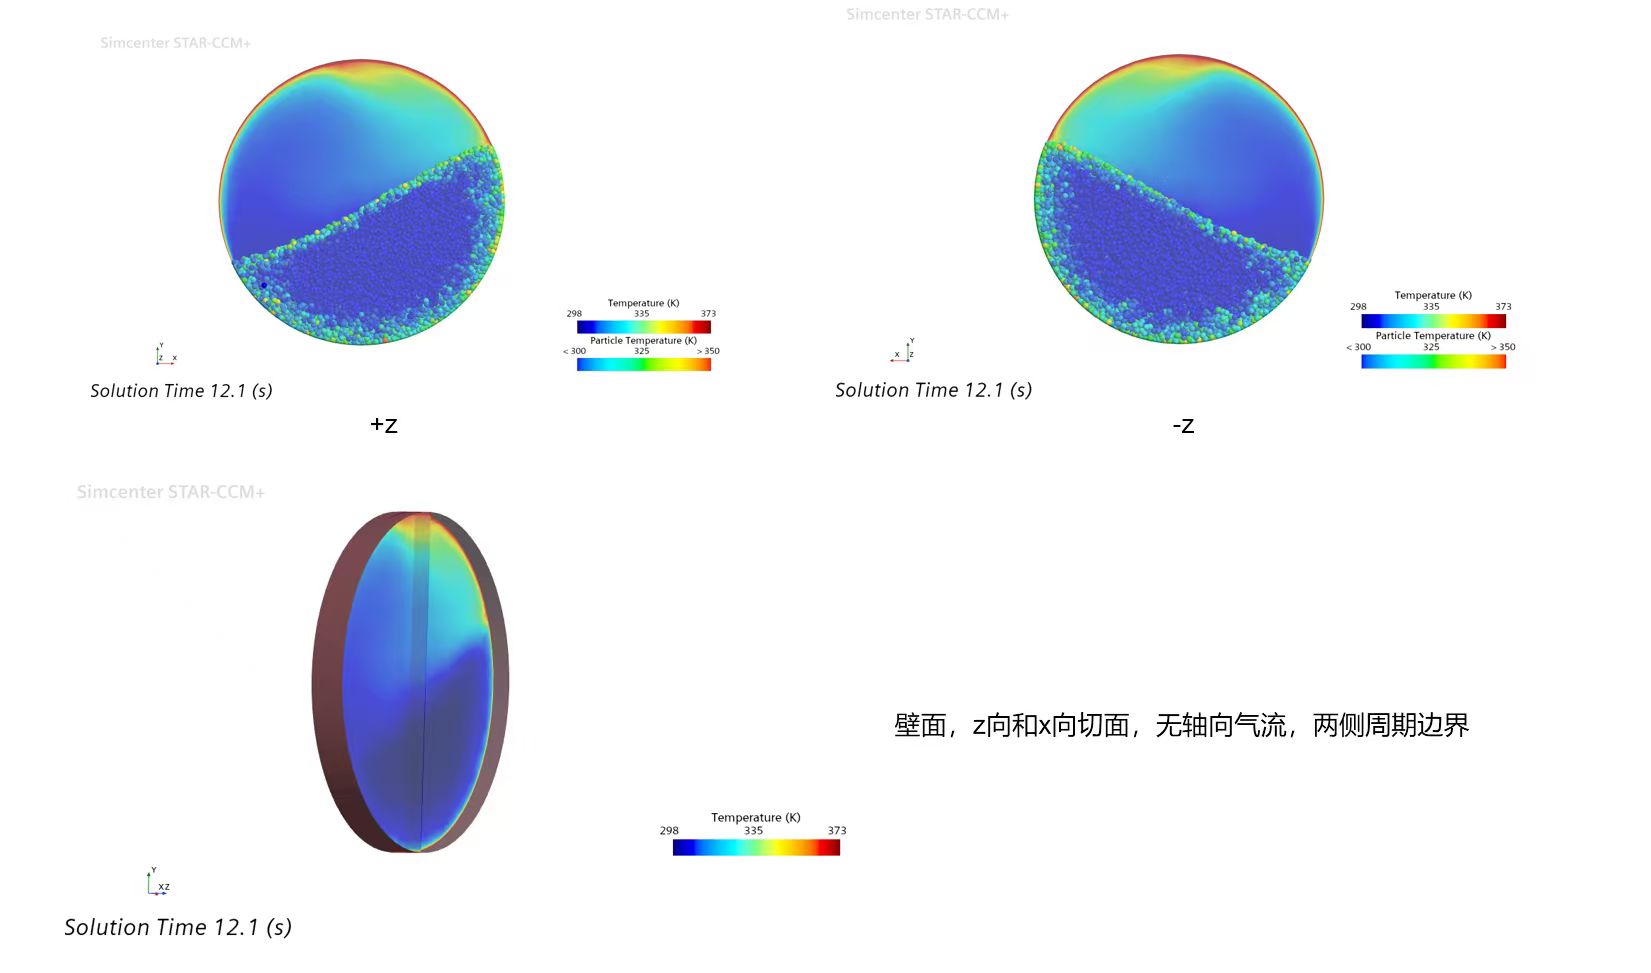 Simcenter STAR-CCM+
Simcenter STAR-CCM+
Temperature (K)
298 335 373
Particle Temperature (K)
< 300 325 > 350
Y
Z X
Solution Time 12.1 (s)
+z
Temperature (K)
298 335 373
Particle Temperature (K)
< 300 325 > 350
Y
X Z
Solution Time 12.1 (s)
-z
Simcenter STAR-CCM+
壁面，z向和x向切面，无轴向气流，两侧周期边界
Temperature (K)
298 335 373
Y
XZ
Solution Time 12.1 (s)